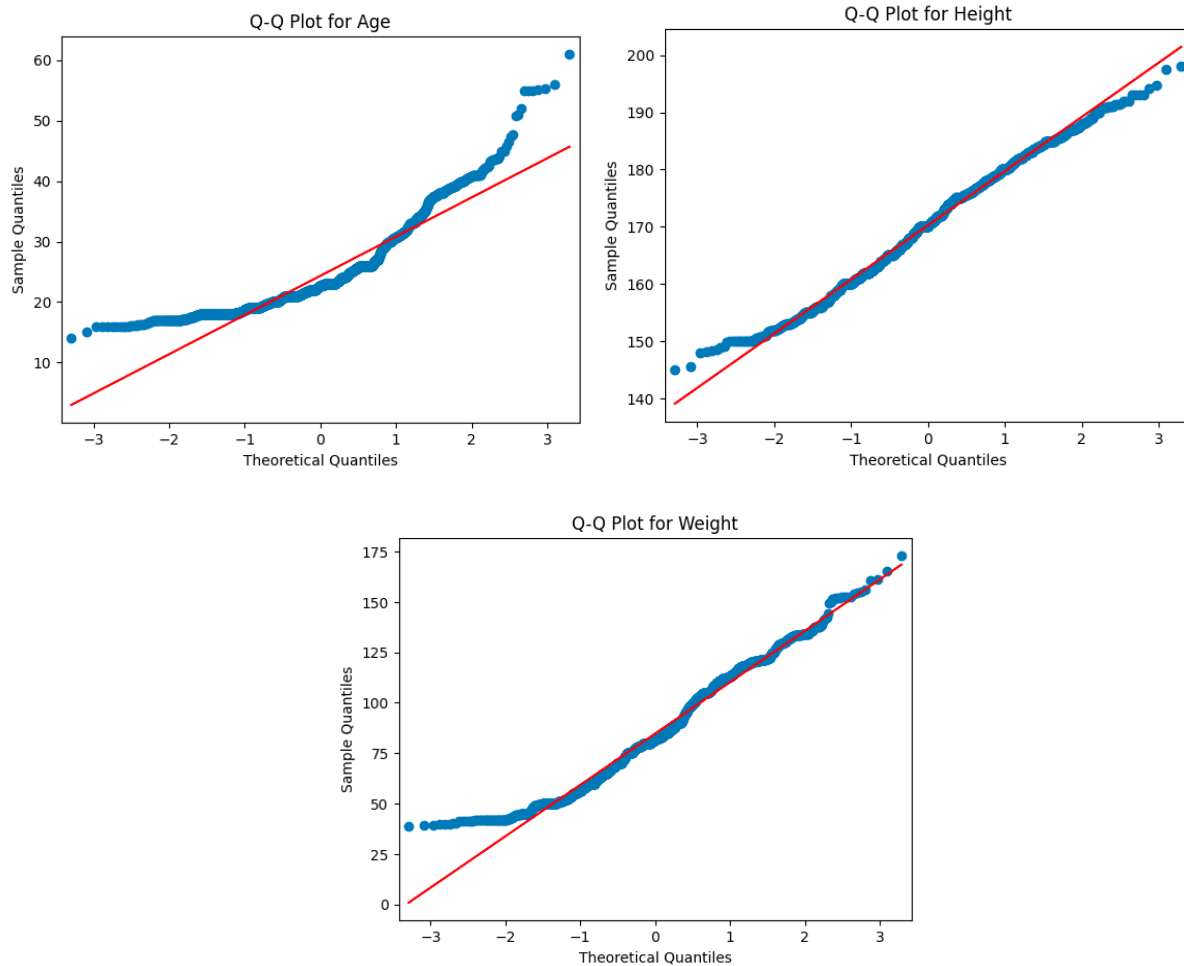 Q-Q Plot for Age
60
50
40
30
20
10
Sample Quantiles
−3 −2 −1 0 1 2 3
Theoretical Quantiles
Q-Q Plot for Height
200
190
180
170
160
150
140
Sample Quantiles
−3 −2 −1 0 1 2 3
Theoretical Quantiles
Q-Q Plot for Weight
175
150
125
100
75
50
25
0
Sample Quantiles
−3 −2 −1 0 1 2 3
Theoretical Quantiles